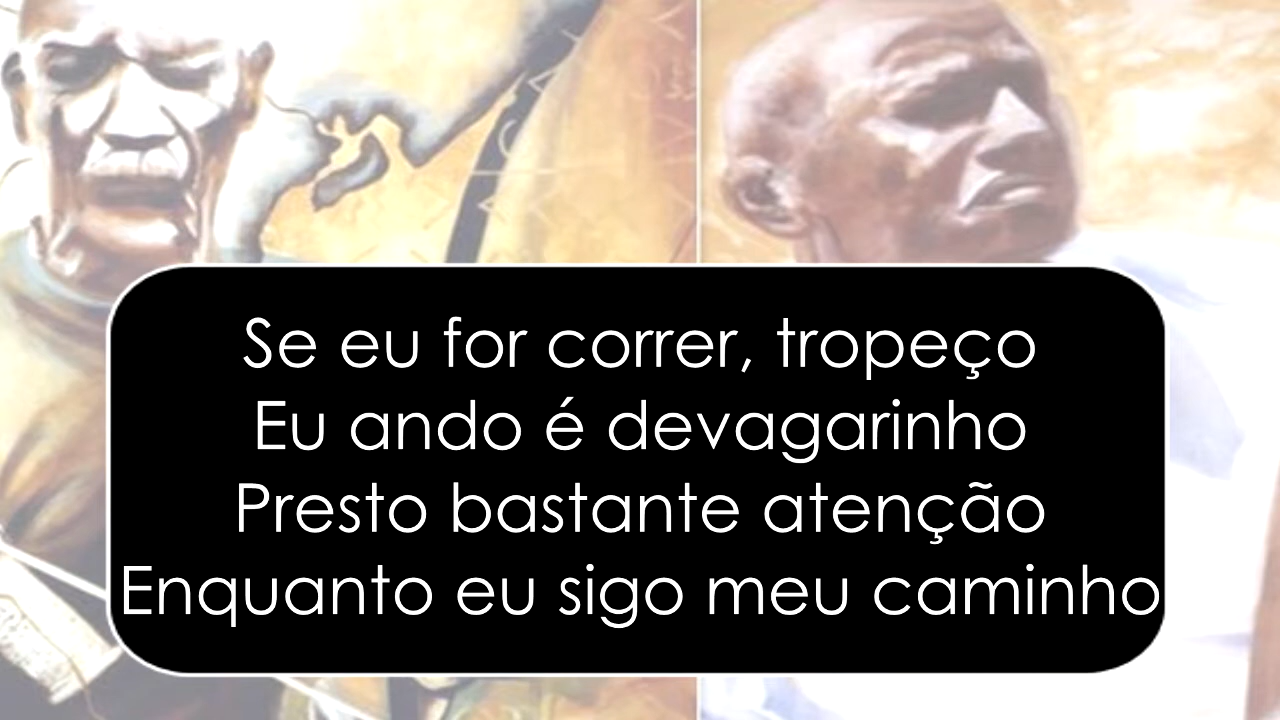 Se eu for correr, tropeço
Eu ando é devagarinho
Presto bastante atenção
Enquanto eu sigo meu caminho